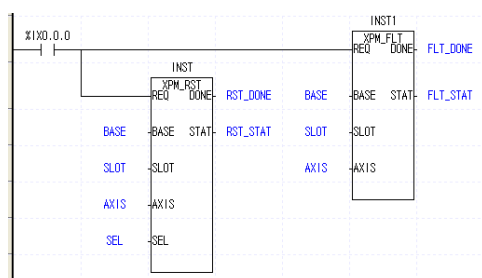 INST1
%IX0.0.0
XPM_FLT
REQ DONE FLT_DONE
INST
XPM_RST
REQ DONE RST_DONE
BASE BASE STAT FLT_STAT
BASE BASE STAT RST_STAT
SLOT SLOT
SLOT SLOT
AXIS AXIS
AXIS AXIS
SEL SEL